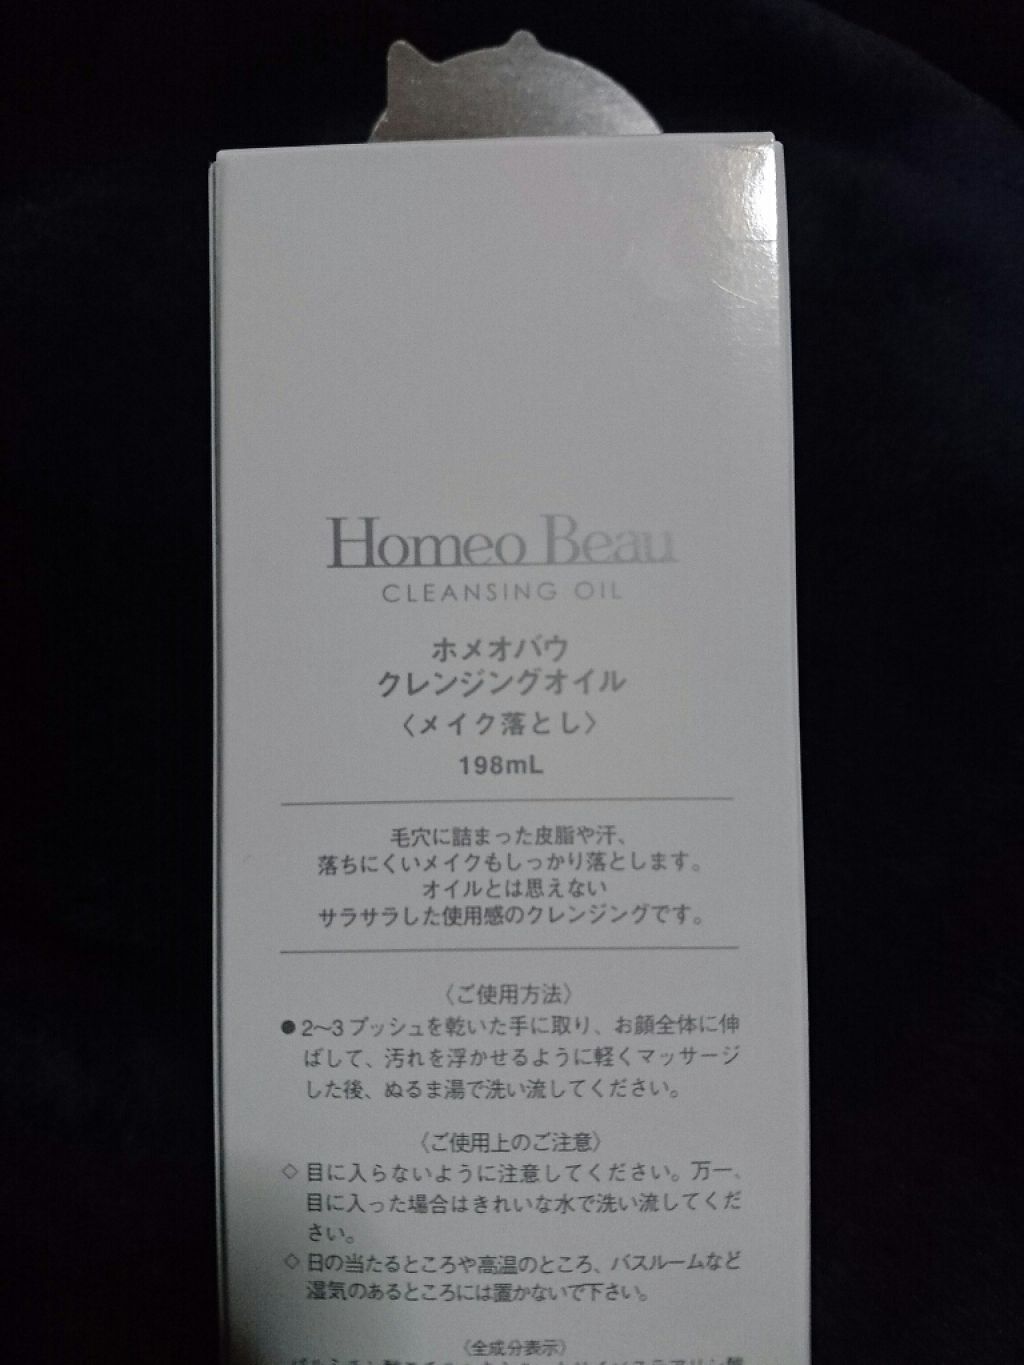 Homeo Beau
CLEANSING OIL
ホメオバウ
クレンジングオイル
〈メイク落とし〉
198mL
毛穴に詰まった皮脂や汗、
落ちにくいメイクもしっかり落とします。
オイルとは思えない
サラサラした使用感のクレンジングです。
〈ご使用方法〉
●2〜3プッシュを乾いた手に取り、お顔全体に伸
ばして、汚れを浮かせるように軽くマッサージ
した後、ぬるま湯で洗い流してください。
〈ご使用上のご注意〉
◇目に入らないように注意してください。万一、
目に入った場合はきれいな水で洗い流してくだ
さい。
◇日の当たるところや高温のところ、バスルームなど
湿気のあるところには置かないで下さい。
〈全成分表示〉